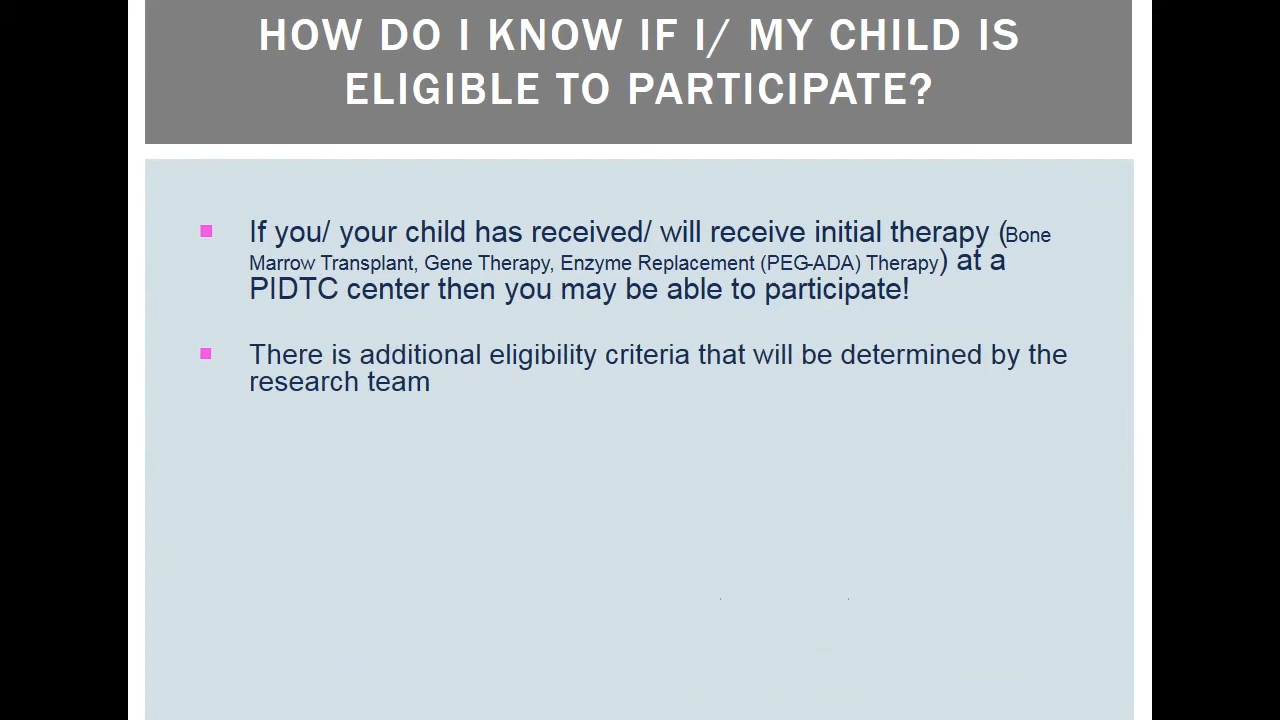 HOW DO I KNOW IF I/ MY CHILD IS
ELIGIBLE TO PARTICIPATE?
If you/ your child has received/ will receive initial therapy (Bone
Marrow Transplant, Gene Therapy, Enzyme Replacement (PEG-ADA) Therapy) at a
PIDTC center then you may be able to participate!
There is additional eligibility criteria that will be determined by the
research team